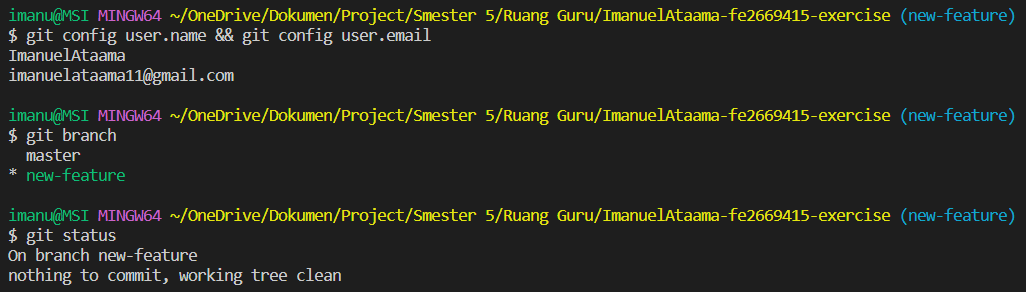 imanu@MSI MINGW64 ~/OneDrive/Dokumen/Project/Smester 5/Ruang Guru/ImanuelAtaama-fe2669415-exercise (new-feature)
$ git config user.name && git config user.email
ImanuelAtaama
imanuelataama11@gmail.com
imanu@MSI MINGW64 ~/OneDrive/Dokumen/Project/Smester 5/Ruang Guru/ImanuelAtaama-fe2669415-exercise (new-feature)
$ git branch
master
* new-feature
imanu@MSI MINGW64 ~/OneDrive/Dokumen/Project/Smester 5/Ruang Guru/ImanuelAtaama-fe2669415-exercise (new-feature)
$ git status
On branch new-feature
nothing to commit, working tree clean